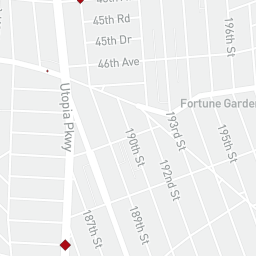 45th Rd
45th Dr
46th Ave
196th St
Fortune Garden
Utopia Pkwy
193rd St
190th St
195th St
192nd St
187th St
189th St